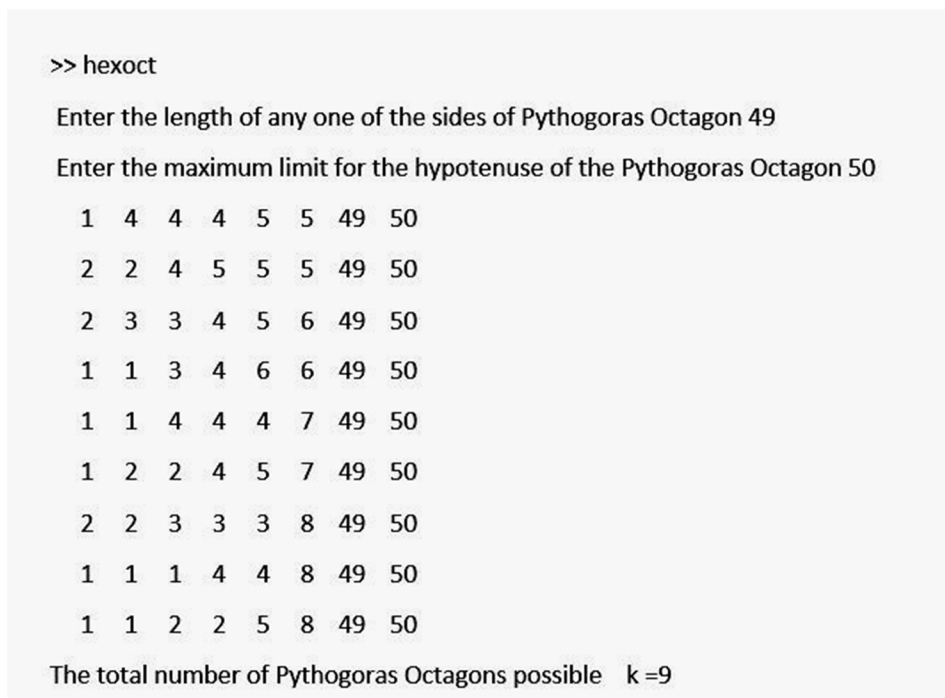 >> hexoct
Enter the length of any one of the sides of Pythogoras Octagon 49
Enter the maximum limit for the hypotenuse of the Pythogoras Octagon 50
1 4 4 4 5 5 49 50
2 2 4 5 5 5 49 50
2 3 3 4 5 6 49 50
1 1 3 4 6 6 49 50
1 1 4 4 4 7 49 50
1 2 2 4 5 7 49 50
2 2 3 3 3 8 49 50
1 1 1 4 4 8 49 50
1 1 2 2 5 8 49 50
The total number of Pythogoras Octagons possible k =9